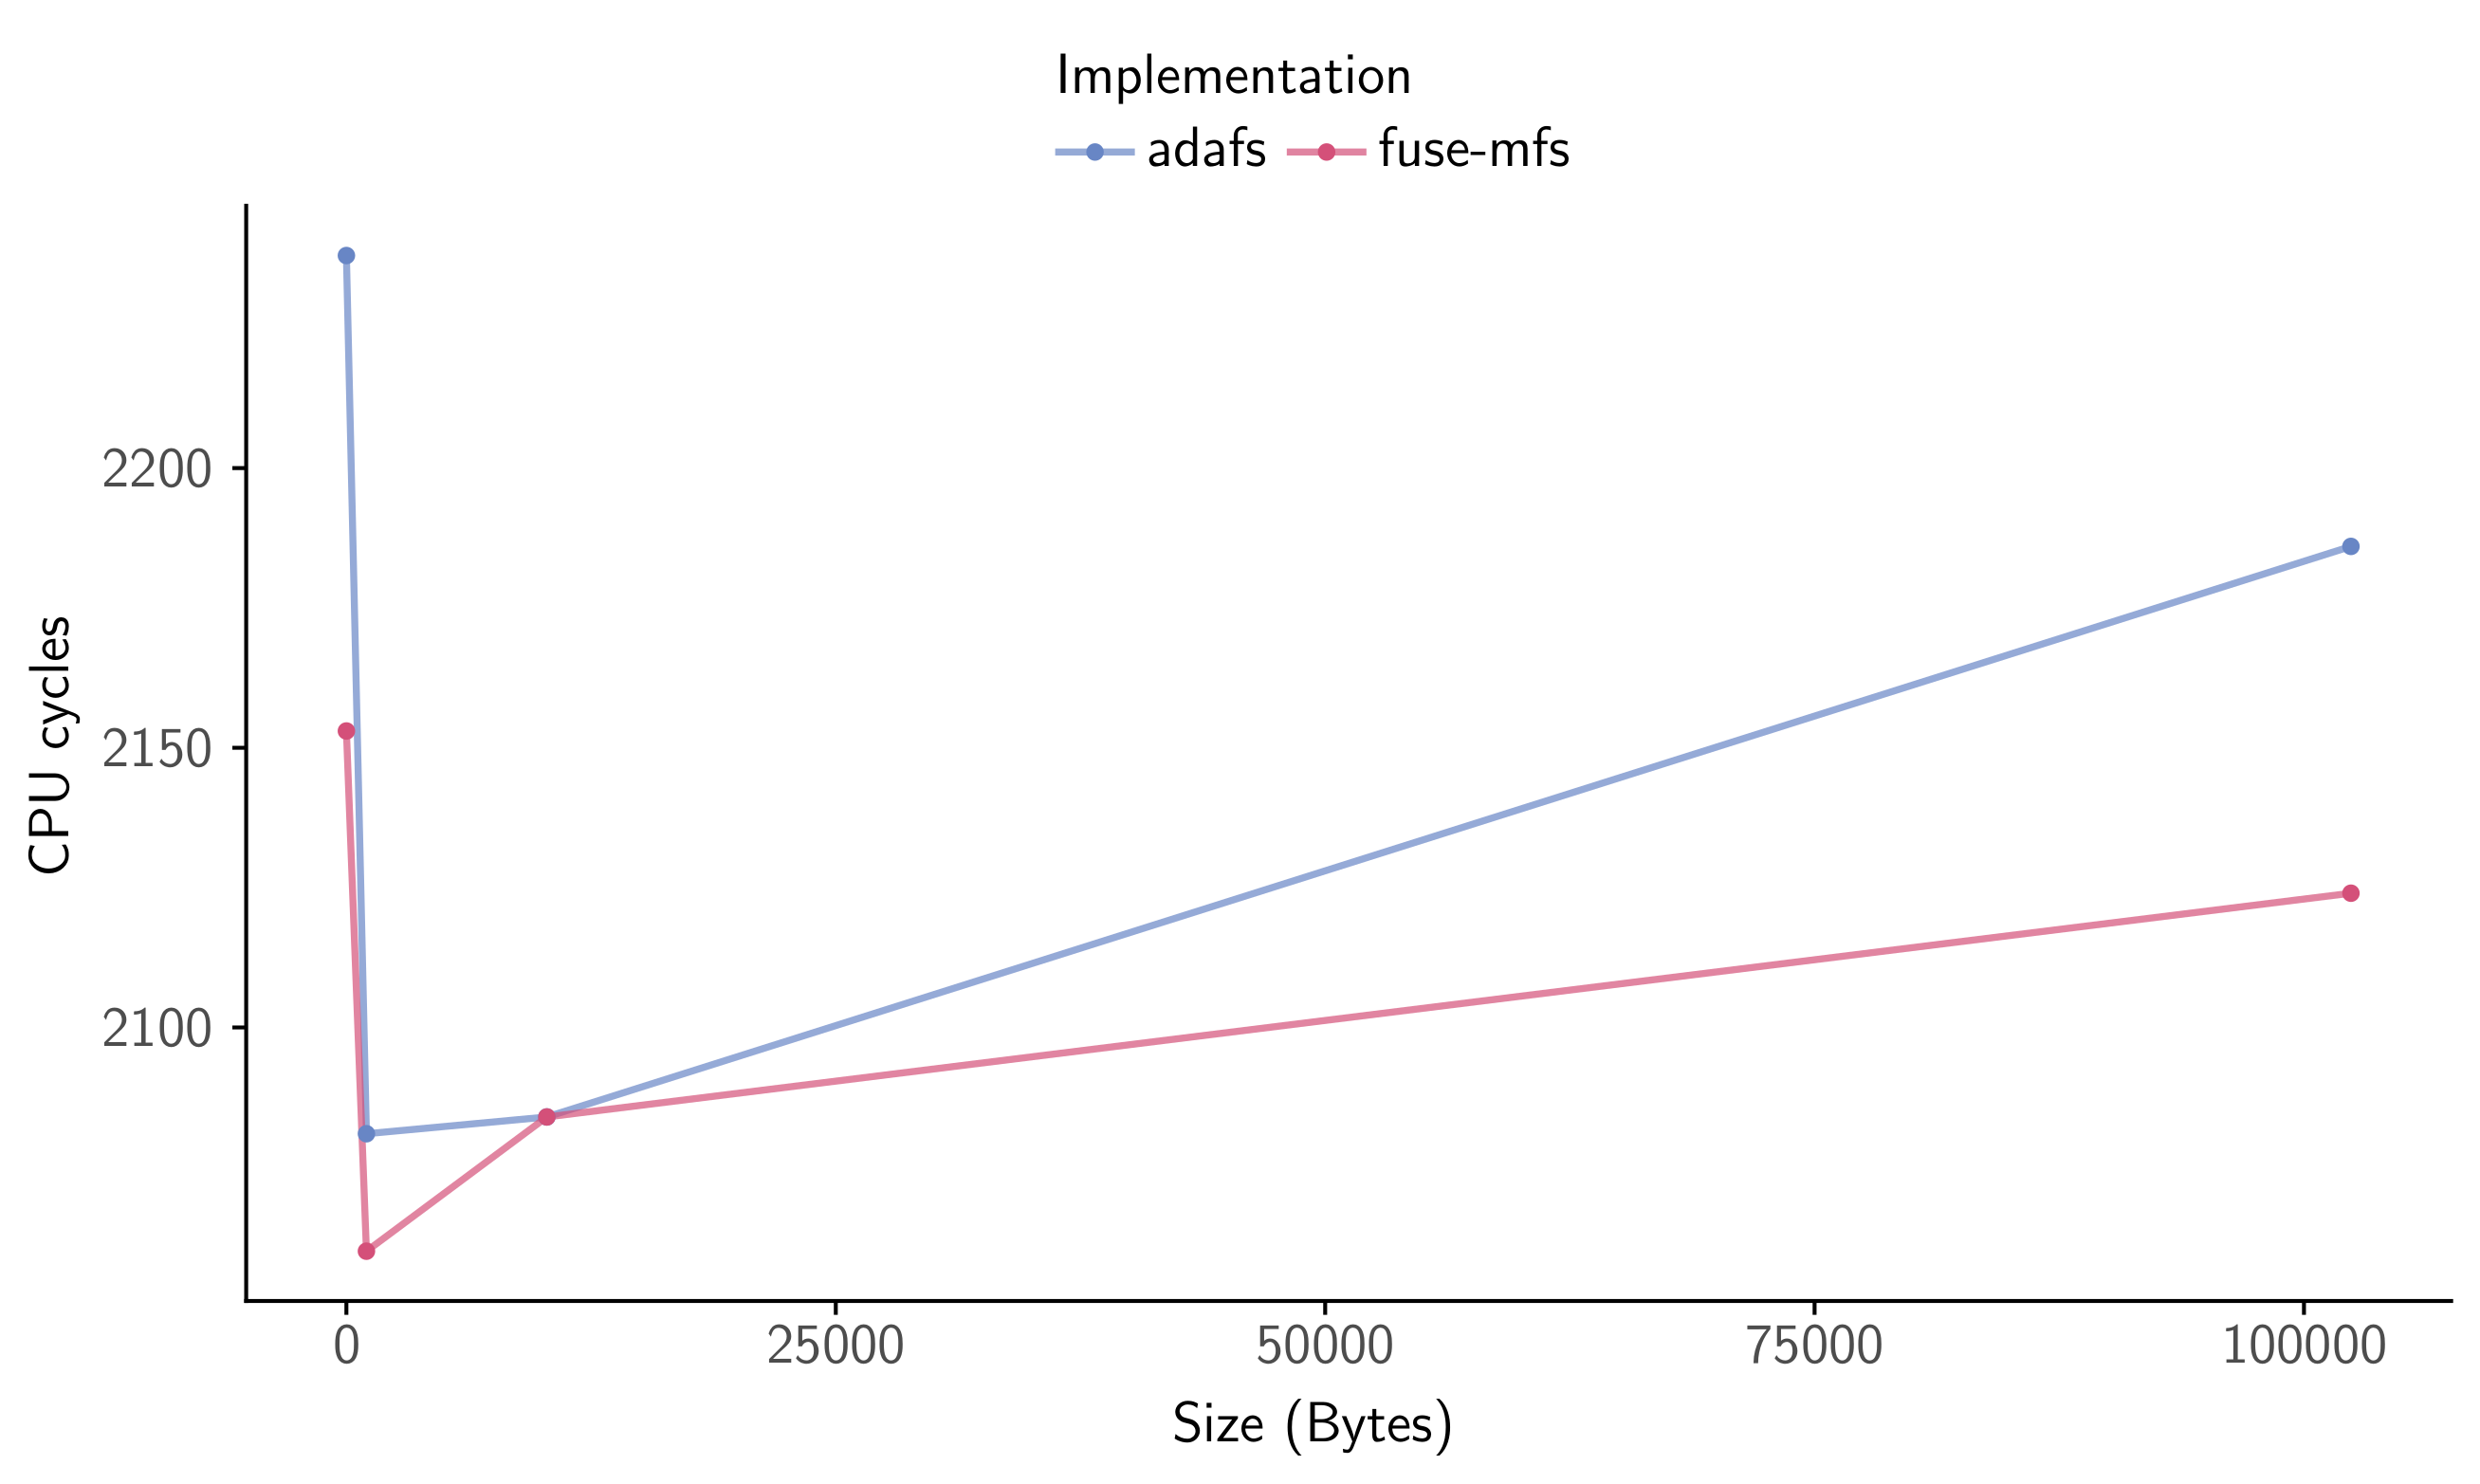 Implementation
adafs fuse-mfs
CPU cycles
2200
2150
2100
0 25000 50000 75000 100000
Size (Bytes)